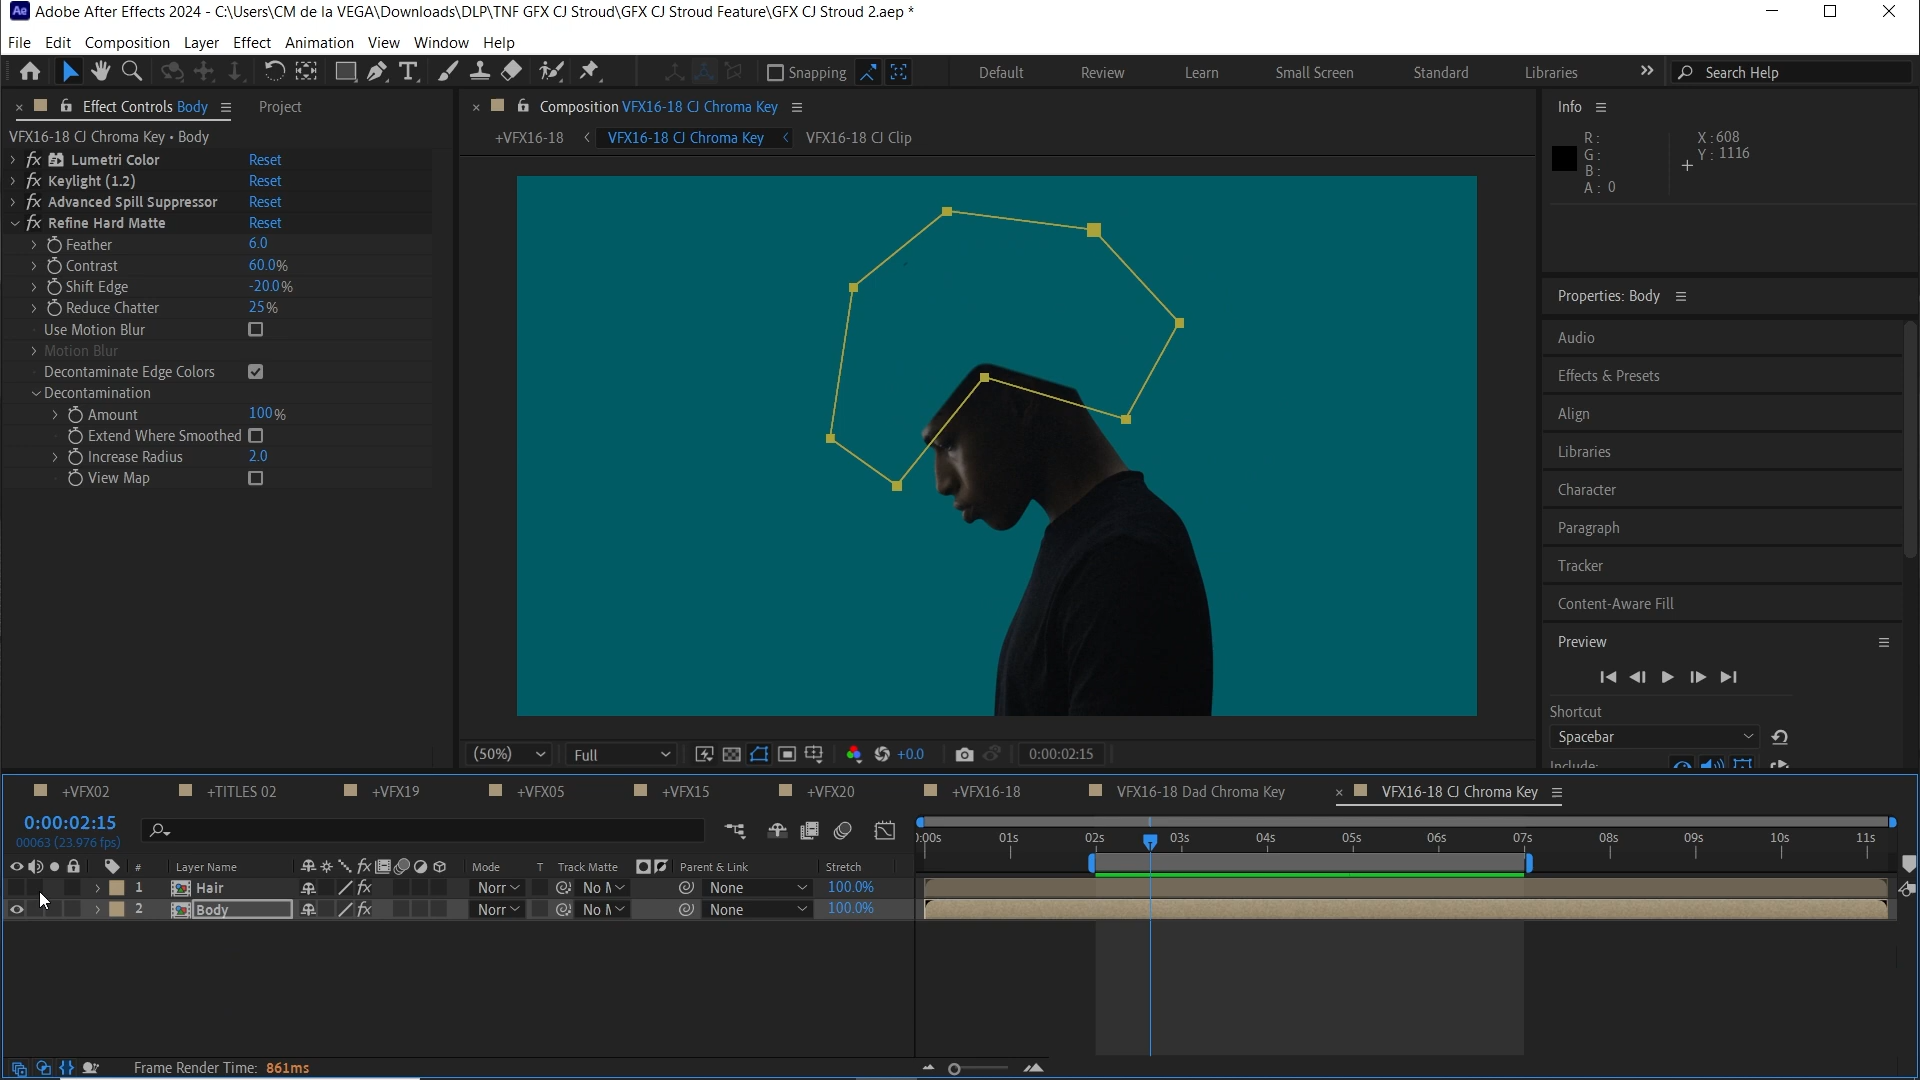 Adobe After Effects 2024 - C:\Users\CM de la VEGA\Downloads\DLP\TNF GFX CJ Stroud\GFX CJ Stroud Feature\GFX CJ Stroud 2.aep *
File Edit Composition Layer Effect Animation View Window Help
Snapping Default Review Learn Small Screen Standard Libraries Search Help
Effect Controls Body Project
Composition VFX16-18 CJ Chroma Key
Info
VFX16-18 CJ Chroma Key • Body
+VFX16-18 VFX16-18 CJ Chroma Key VFX16-18 CJ Clip
R :
G :
B :
A : 0
X : 608
Y : 1116
fx Lumetri Color Reset
fx Keylight (1.2) Reset
fx Advanced Spill Suppressor Reset
fx Refine Hard Matte Reset
Feather 6.0
Contrast 60.0%
Shift Edge -20.0%
Reduce Chatter 25%
Use Motion Blur
Motion Blur
Decontaminate Edge Colors
Decontamination
Amount 100%
Extend Where Smoothed
Increase Radius 2.0
View Map
Properties: Body
Audio
Effects & Presets
Align
Libraries
Character
Paragraph
Tracker
Content-Aware Fill
Preview
Shortcut
Spacebar
Include:
(50%) Full +0.0 0:00:02:15
+VFX02 +TITLES 02 +VFX19 +VFX05 +VFX15 +VFX20 +VFX16-18 VFX16-18 Dad Chroma Key VFX16-18 CJ Chroma Key
0:00:02:15
00063 (23.976 fps)
:00s 01s 02s 03s 04s 05s 06s 07s 08s 09s 10s 11s
# Layer Name fx Mode T Track Matte Parent & Link Stretch
1 Hair fx Norr No M None 100.0%
2 Body fx Norr No M None 100.0%
Frame Render Time: 861ms